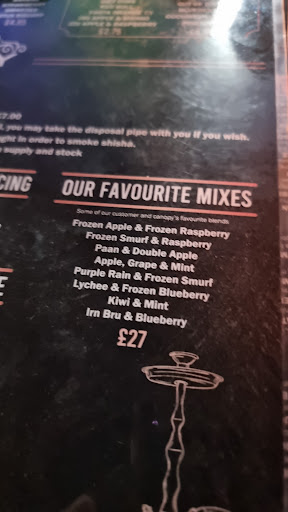 £2.75
£7.00
you may take the disposal pipe with you if you wish.
in order to smoke shisha.
supply and stock
OUR FAVOURITE MIXES
Some of our customer and canopy's favourite blends
Frozen Apple & Frozen Raspberry
Frozen Smurf & Raspberry
Paan & Double Apple
Apple, Grape & Mint
Purple Rain & Frozen Smurf
Lychee & Frozen Blueberry
Kiwi & Mint
Irn Bru & Blueberry
£27